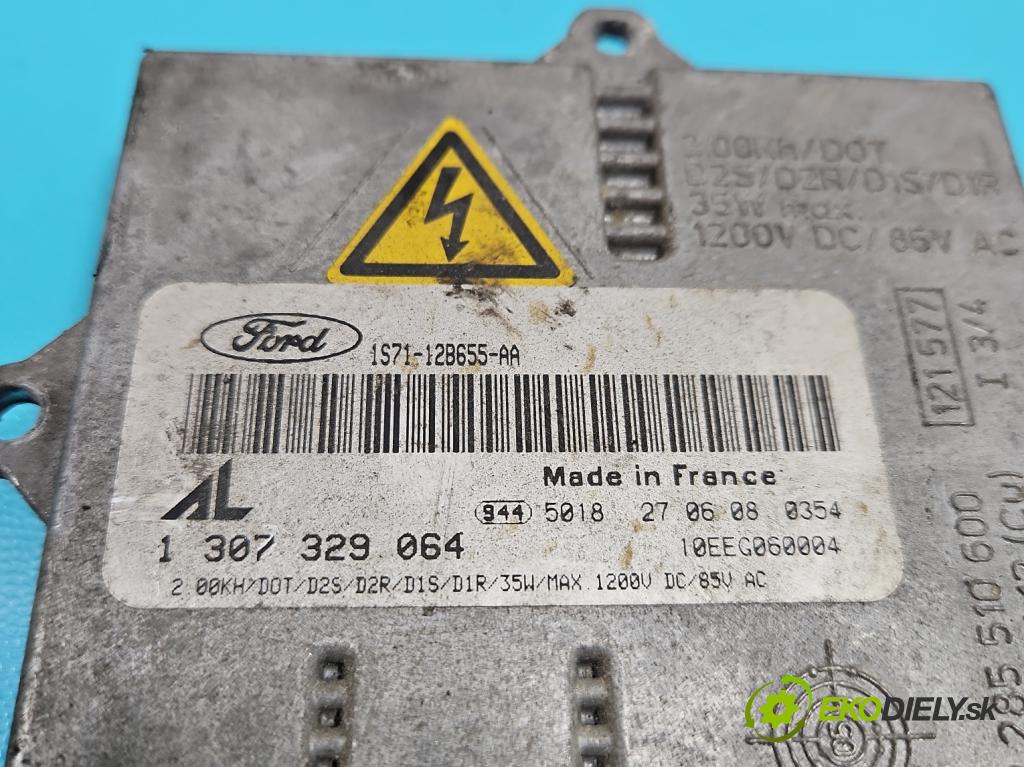 2.00KH/DOT
D2S/D2R/D1S/D1R
35W max
1200V DC/ 85V AC
Ford
1S71-12B655-AA
121577
I 3/4
AL
Made in France
944 5018 27 06 08 0354
1 307 329 064
10EEG060004
2.00KH/DOT/D2S/D2R/D1S/D1R/35W/MAX 1200V DC/85V AC
285 510 600
(CW)
05
EKODIELY.sk